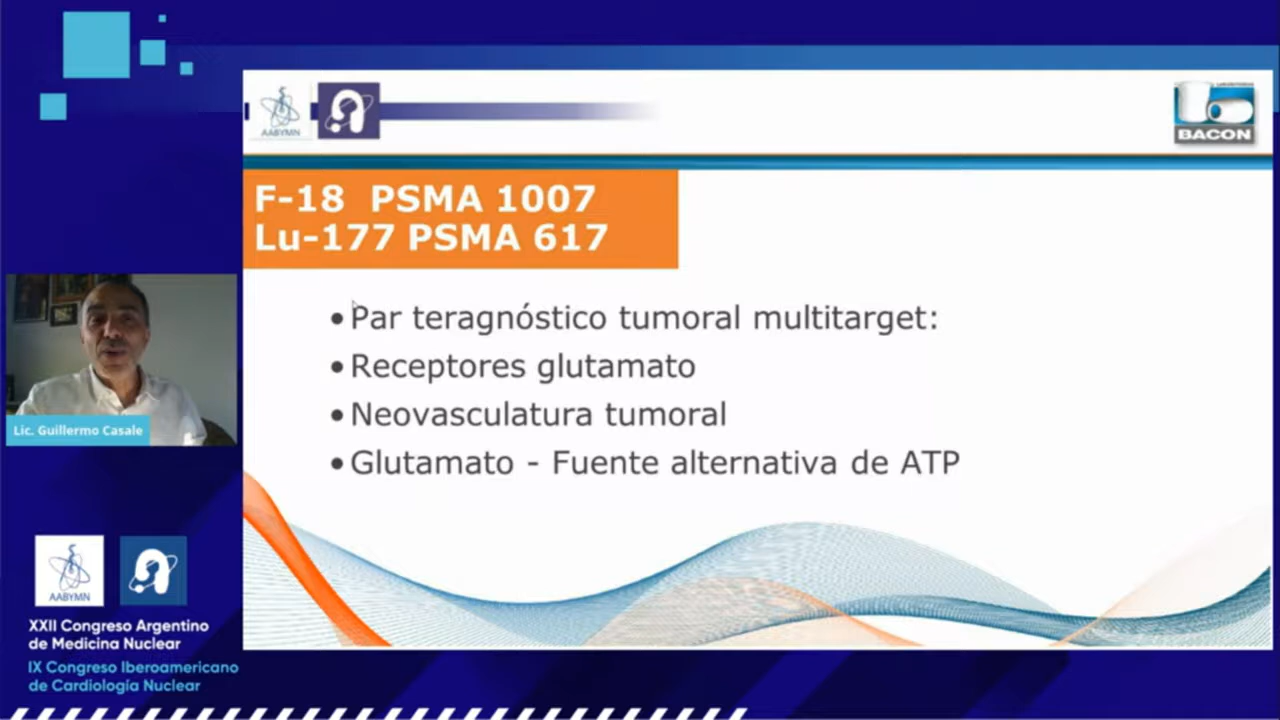 AABYMN
BACON
F-18 PSMA 1007
Lu-177 PSMA 617
•Par teragnóstico tumoral multitarget:
•Receptores glutamato
•Neovasculatura tumoral
•Glutamato - Fuente alternativa de ATP
Lic. Guillermo Casale
AABYMN
XXII Congreso Argentino
de Medicina Nuclear
IX Congreso Iberoamericano
de Cardiología Nuclear